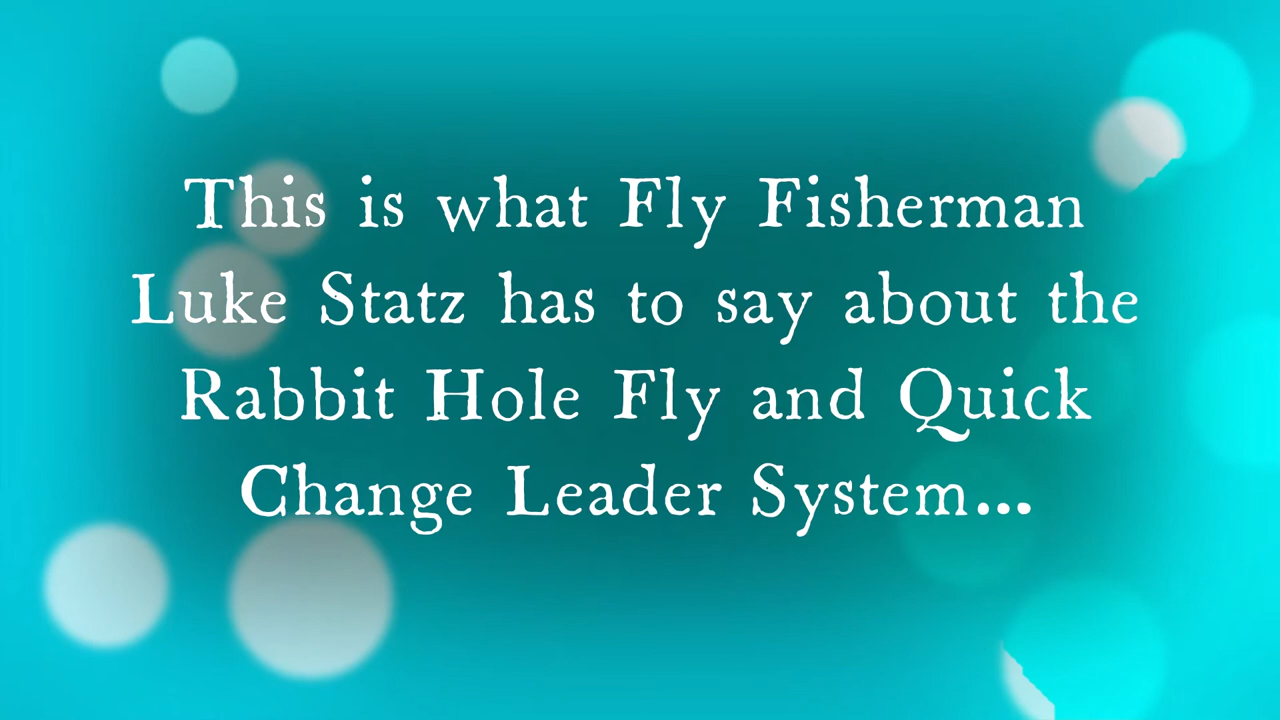 This is what Fly Fisherman
Luke Statz has to say about the
Rabbit Hole Fly and Quick
Change Leader System...